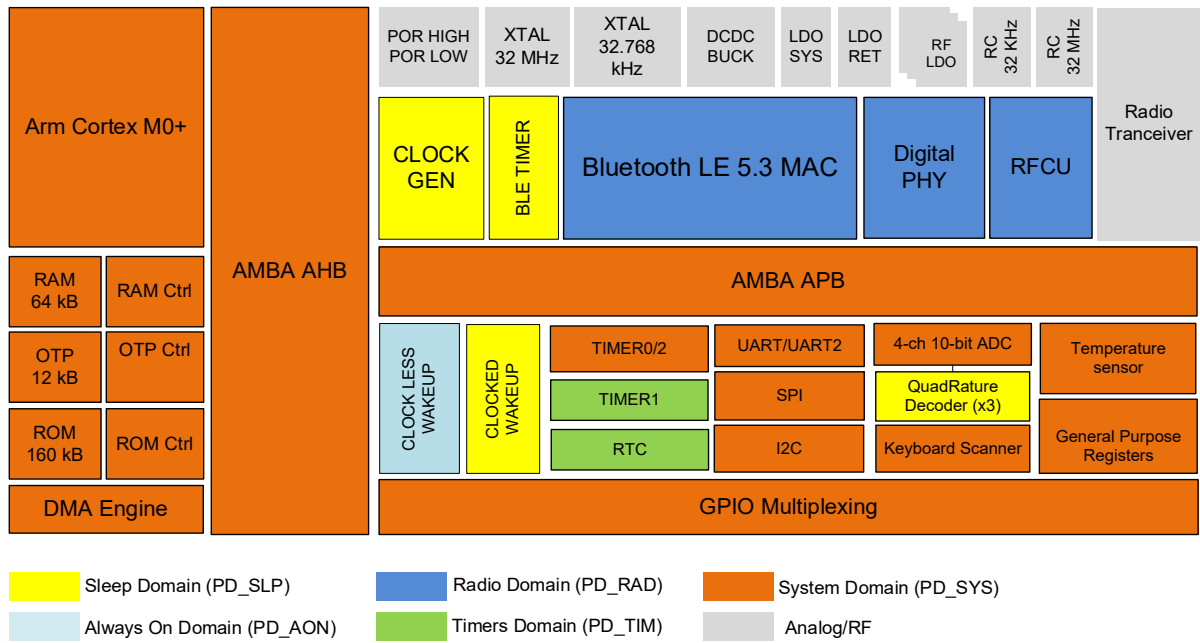 POR HIGH
POR LOW
XTAL
32 MHz
XTAL
32.768
kHz
DCDC
BUCK
LDO
SYS
LDO
RET
RF
LDO
RC
32 KHz
RC
32 MHz
Radio
Tranceiver
Arm Cortex M0+
AMBA AHB
CLOCK
GEN
BLE TIMER
Bluetooth LE 5.3 MAC
Digital
PHY
RFCU
AMBA APB
RAM
64 kB
RAM Ctrl
OTP
12 kB
OTP Ctrl
ROM
160 kB
ROM Ctrl
DMA Engine
CLOCK LESS
WAKEUP
CLOCKED
WAKEUP
TIMER0/2
TIMER1
RTC
UART/UART2
SPI
I2C
4-ch 10-bit ADC
QuadRature
Decoder (x3)
Keyboard Scanner
Temperature
sensor
General Purpose
Registers
GPIO Multiplexing
Sleep Domain (PD_SLP)
Radio Domain (PD_RAD)
System Domain (PD_SYS)
Always On Domain (PD_AON)
Timers Domain (PD_TIM)
Analog/RF